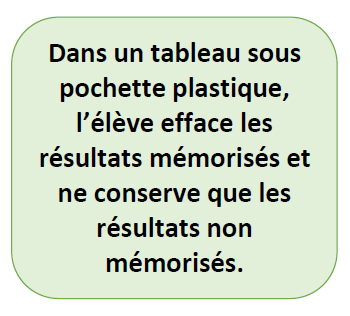 Dans un tableau sous
pochette plastique,
l’élève efface les
résultats mémorisés et
ne conserve que les
résultats non
mémorisés.